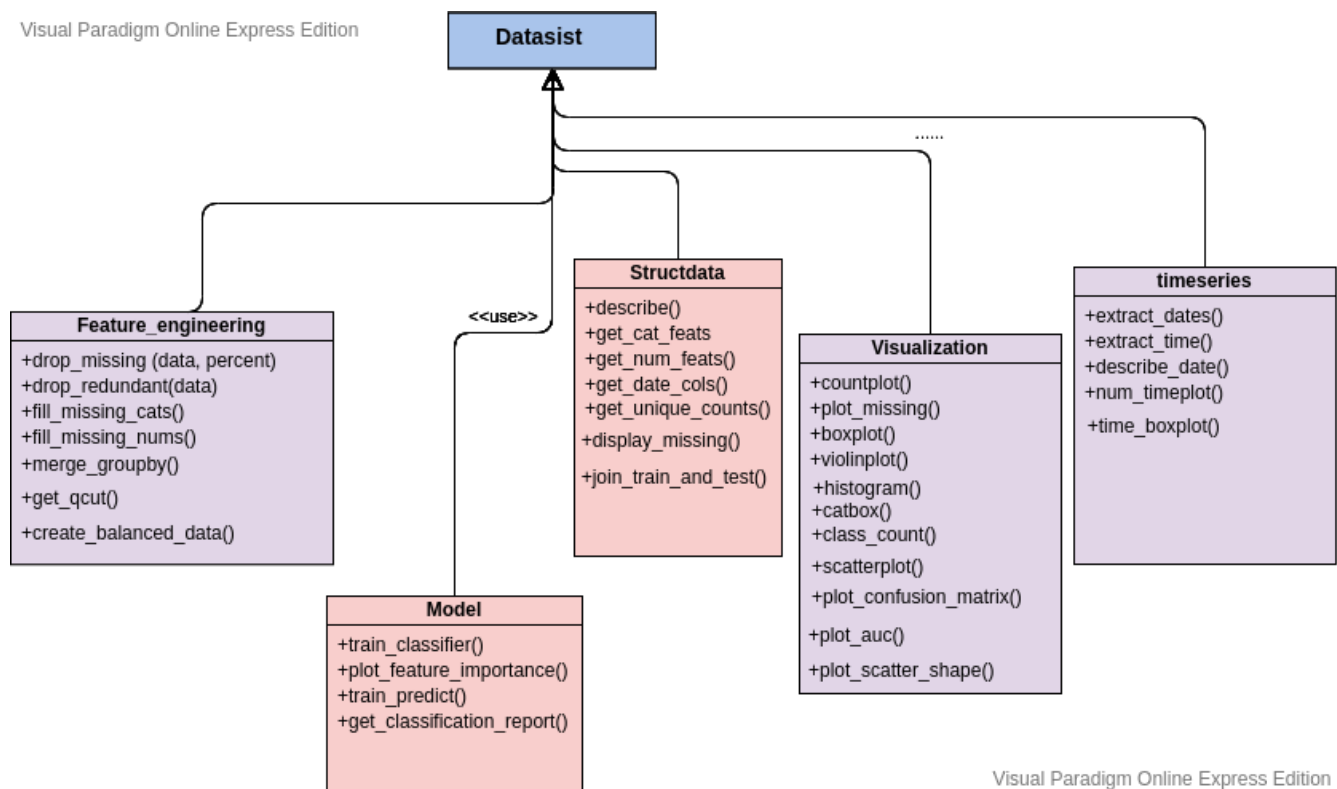 Visual Paradigm Online Express Edition
Datasist
......
<<use>>
Feature_engineering
+drop_missing (data, percent)
+drop_redundant(data)
+fill_missing_cats()
+fill_missing_nums()
+merge_groupby()
+get_qcut()
+create_balanced_data()
Model
+train_classifier()
+plot_feature_importance()
+train_predict()
+get_classification_report()
Structdata
+describe()
+get_cat_feats
+get_num_feats()
+get_date_cols()
+get_unique_counts()
+display_missing()
+join_train_and_test()
Visualization
+countplot()
+plot_missing()
+boxplot()
+violinplot()
+histogram()
+catbox()
+class_count()
+scatterplot()
+plot_confusion_matrix()
+plot_auc()
+plot_scatter_shape()
timeseries
+extract_dates()
+extract_time()
+describe_date()
+num_timeplot()
+time_boxplot()
Visual Paradigm Online Express Edition